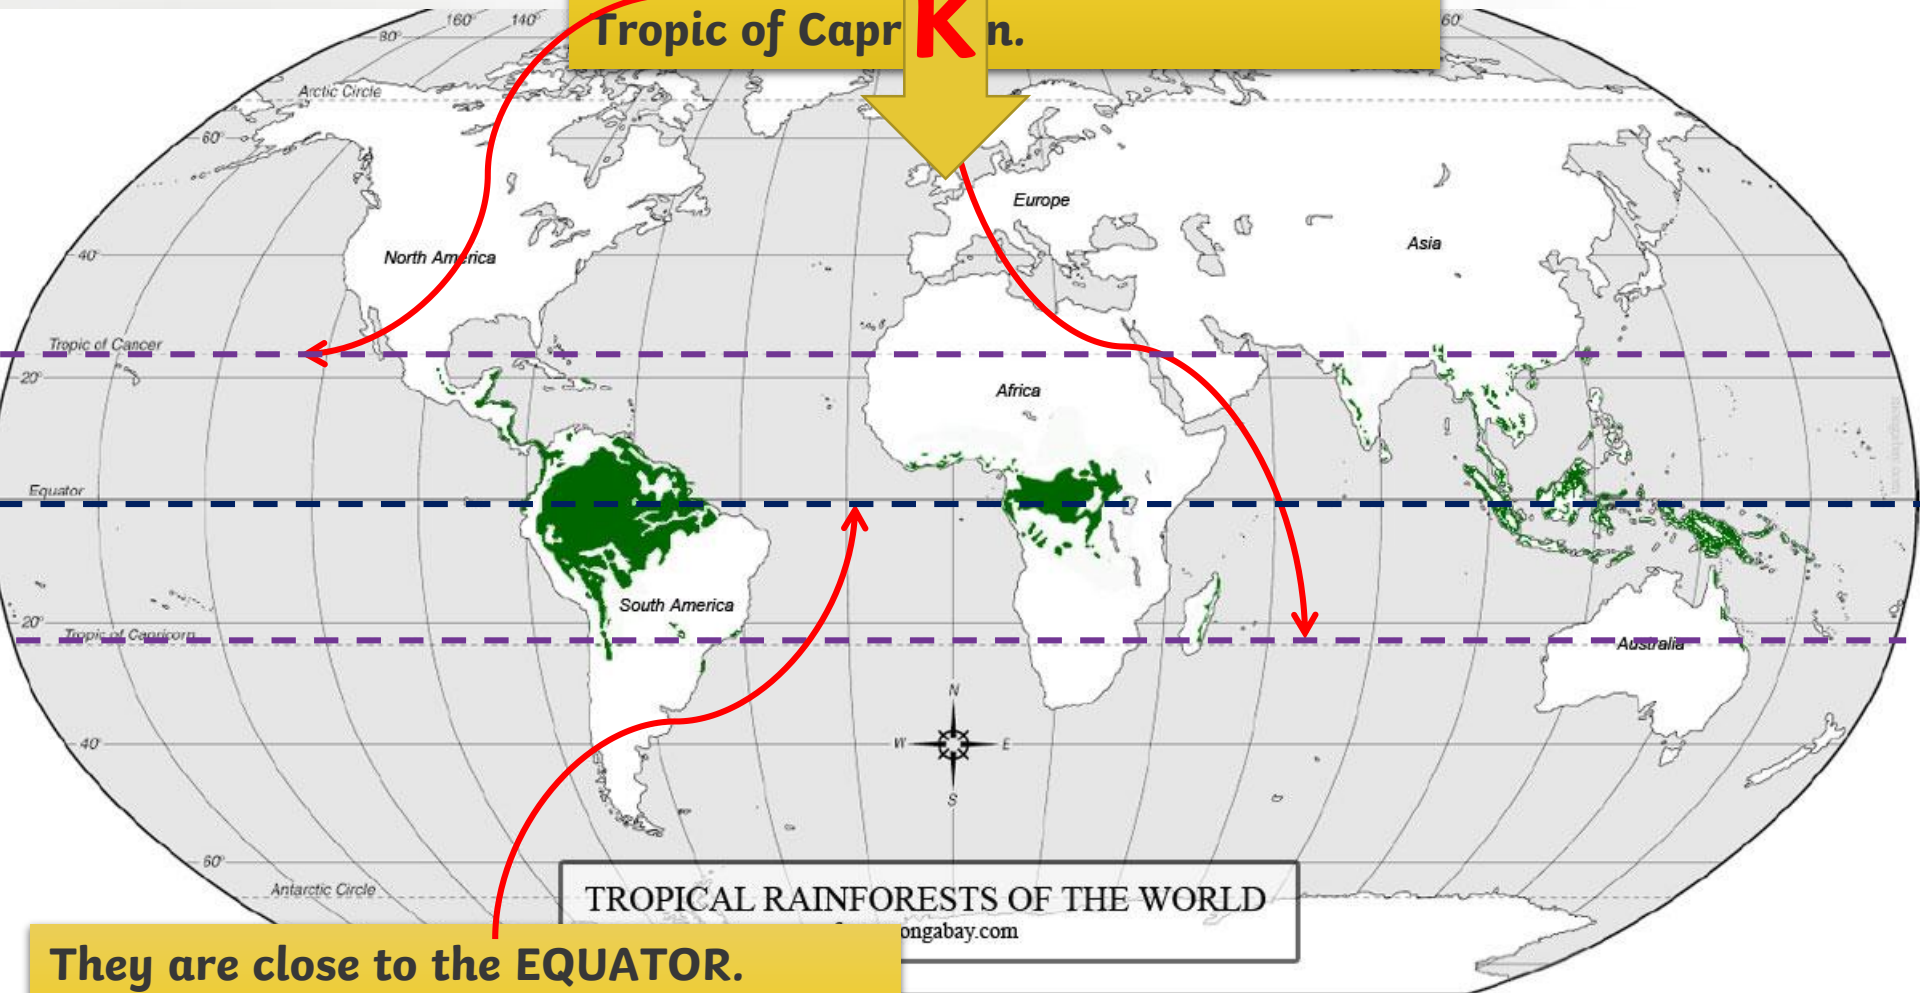 Tropic of Capr
K
n.
160° 140°
60°
80°
Arctic Circle
60°
Europe
Asia
North America
40°
Tropic of Cancer
20°
Africa
Equator
South America
20°
Tropic of Capricorn
Australia
N
W E
S
40°
60°
Antarctic Circle
TROPICAL RAINFORESTS OF THE WORLD
ongabay.com
They are close to the EQUATOR.